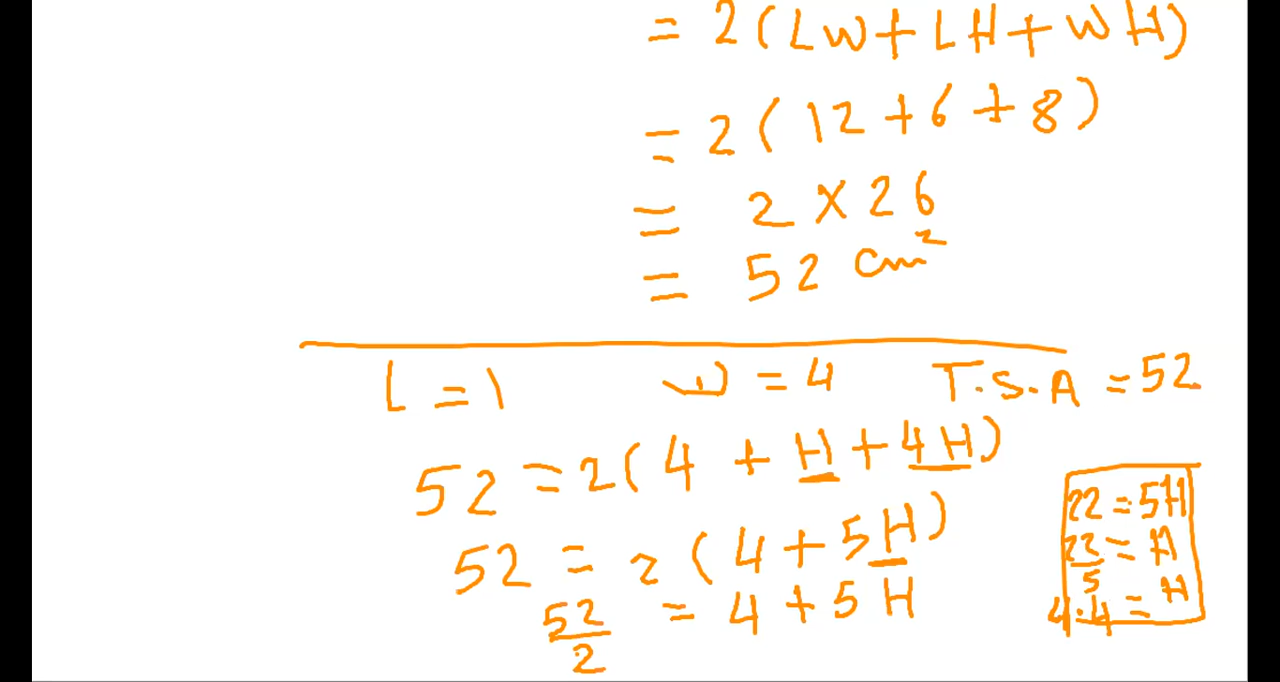 = 2(LW+LH+WH)
= 2(12+6+8)
= 2×26
= 52 cm²
L=1 W=4 T.S.A=52
52=2(4+H+4H)
52=2(4+5H)
52/2=4+5H
22=5H
22/5=H
4.4=H